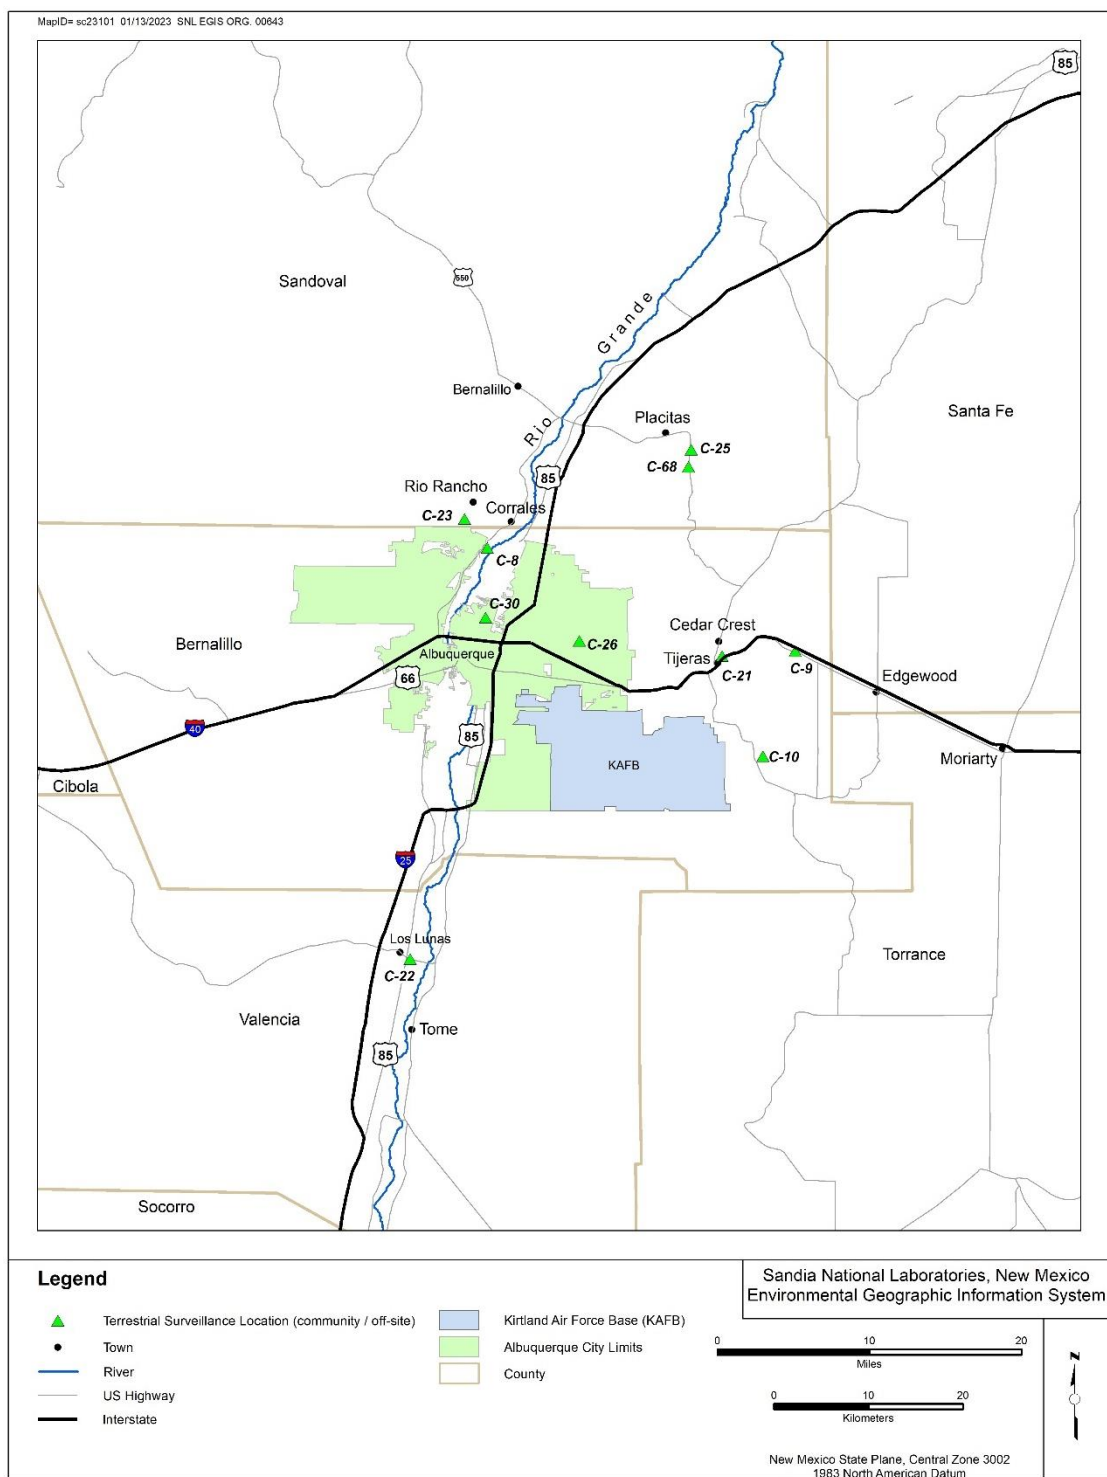 MapID= sc23101 01/13/2023 SNL EGIS ORG. 00643
85
Sandoval
550
Rio Grande
Bernalillo
Placitas
Santa Fe
C-25
C-68
85
Rio Rancho
C-23
Corrales
C-8
C-30
Bernalillo
Albuquerque
C-26
Cedar Crest
Tijeras
C-21
C-9
Edgewood
66
40
85
KAFB
C-10
Moriarty
Cibola
25
Los Lunas
C-22
Torrance
Valencia
Tome
85
Socorro
Legend
Terrestrial Surveillance Location (community / off-site)
Town
River
US Highway
Interstate
Kirtland Air Force Base (KAFB)
Albuquerque City Limits
County
Sandia National Laboratories, New Mexico
Environmental Geographic Information System
0 10 20
Miles
0 10 20
Kilometers
N
New Mexico State Plane, Central Zone 3002
1983 North American Datum